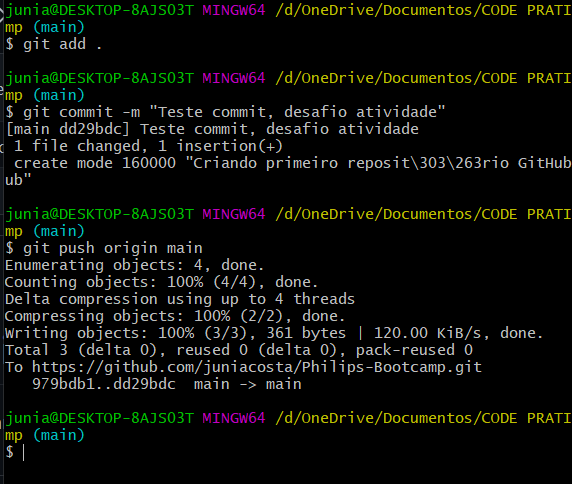 junia@DESKTOP-8AJSO3T MINGW64 /d/OneDrive/Documentos/CODE PRATI
mp (main)
$ git add .
junia@DESKTOP-8AJSO3T MINGW64 /d/OneDrive/Documentos/CODE PRATI
mp (main)
$ git commit -m "Teste commit, desafio atividade"
[main dd29bdc] Teste commit, desafio atividade
 1 file changed, 1 insertion(+)
 create mode 160000 "Criando primeiro reposit\303\263rio GitHub
ub"
junia@DESKTOP-8AJSO3T MINGW64 /d/OneDrive/Documentos/CODE PRATI
mp (main)
$ git push origin main
Enumerating objects: 4, done.
Counting objects: 100% (4/4), done.
Delta compression using up to 4 threads
Compressing objects: 100% (2/2), done.
Writing objects: 100% (3/3), 361 bytes | 120.00 KiB/s, done.
Total 3 (delta 0), reused 0 (delta 0), pack-reused 0
To https://github.com/juniacosta/Philips-Bootcamp.git
   979bdb1..dd29bdc  main -> main
junia@DESKTOP-8AJSO3T MINGW64 /d/OneDrive/Documentos/CODE PRATI
mp (main)
$